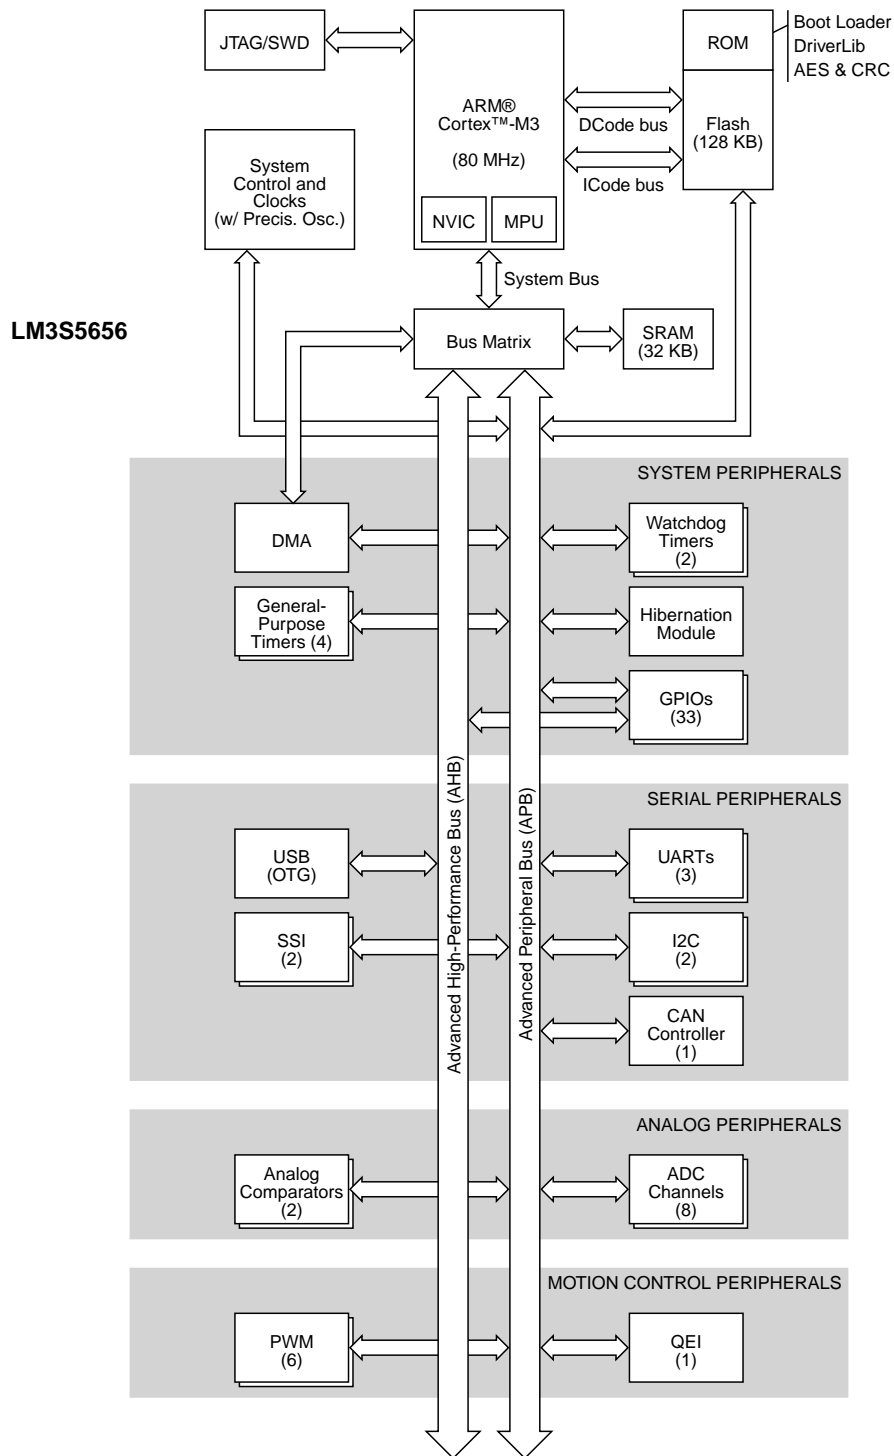 JTAG/SWD
ARM®
Cortex™-M3
(80 MHz)
NVIC
MPU
ROM
Boot Loader
DriverLib
AES & CRC
DCode bus
Flash
(128 KB)
ICode bus
System
Control and
Clocks
(w/ Precis. Osc.)
System Bus
LM3S5656
Bus Matrix
SRAM
(32 KB)
SYSTEM PERIPHERALS
DMA
Watchdog
Timers
(2)
General-
Purpose
Timers (4)
Hibernation
Module
GPIOs
(33)
Advanced High-Performance Bus (AHB)
Advanced Peripheral Bus (APB)
SERIAL PERIPHERALS
USB
(OTG)
UARTs
(3)
SSI
(2)
I2C
(2)
CAN
Controller
(1)
ANALOG PERIPHERALS
Analog
Comparators
(2)
ADC
Channels
(8)
MOTION CONTROL PERIPHERALS
PWM
(6)
QEI
(1)